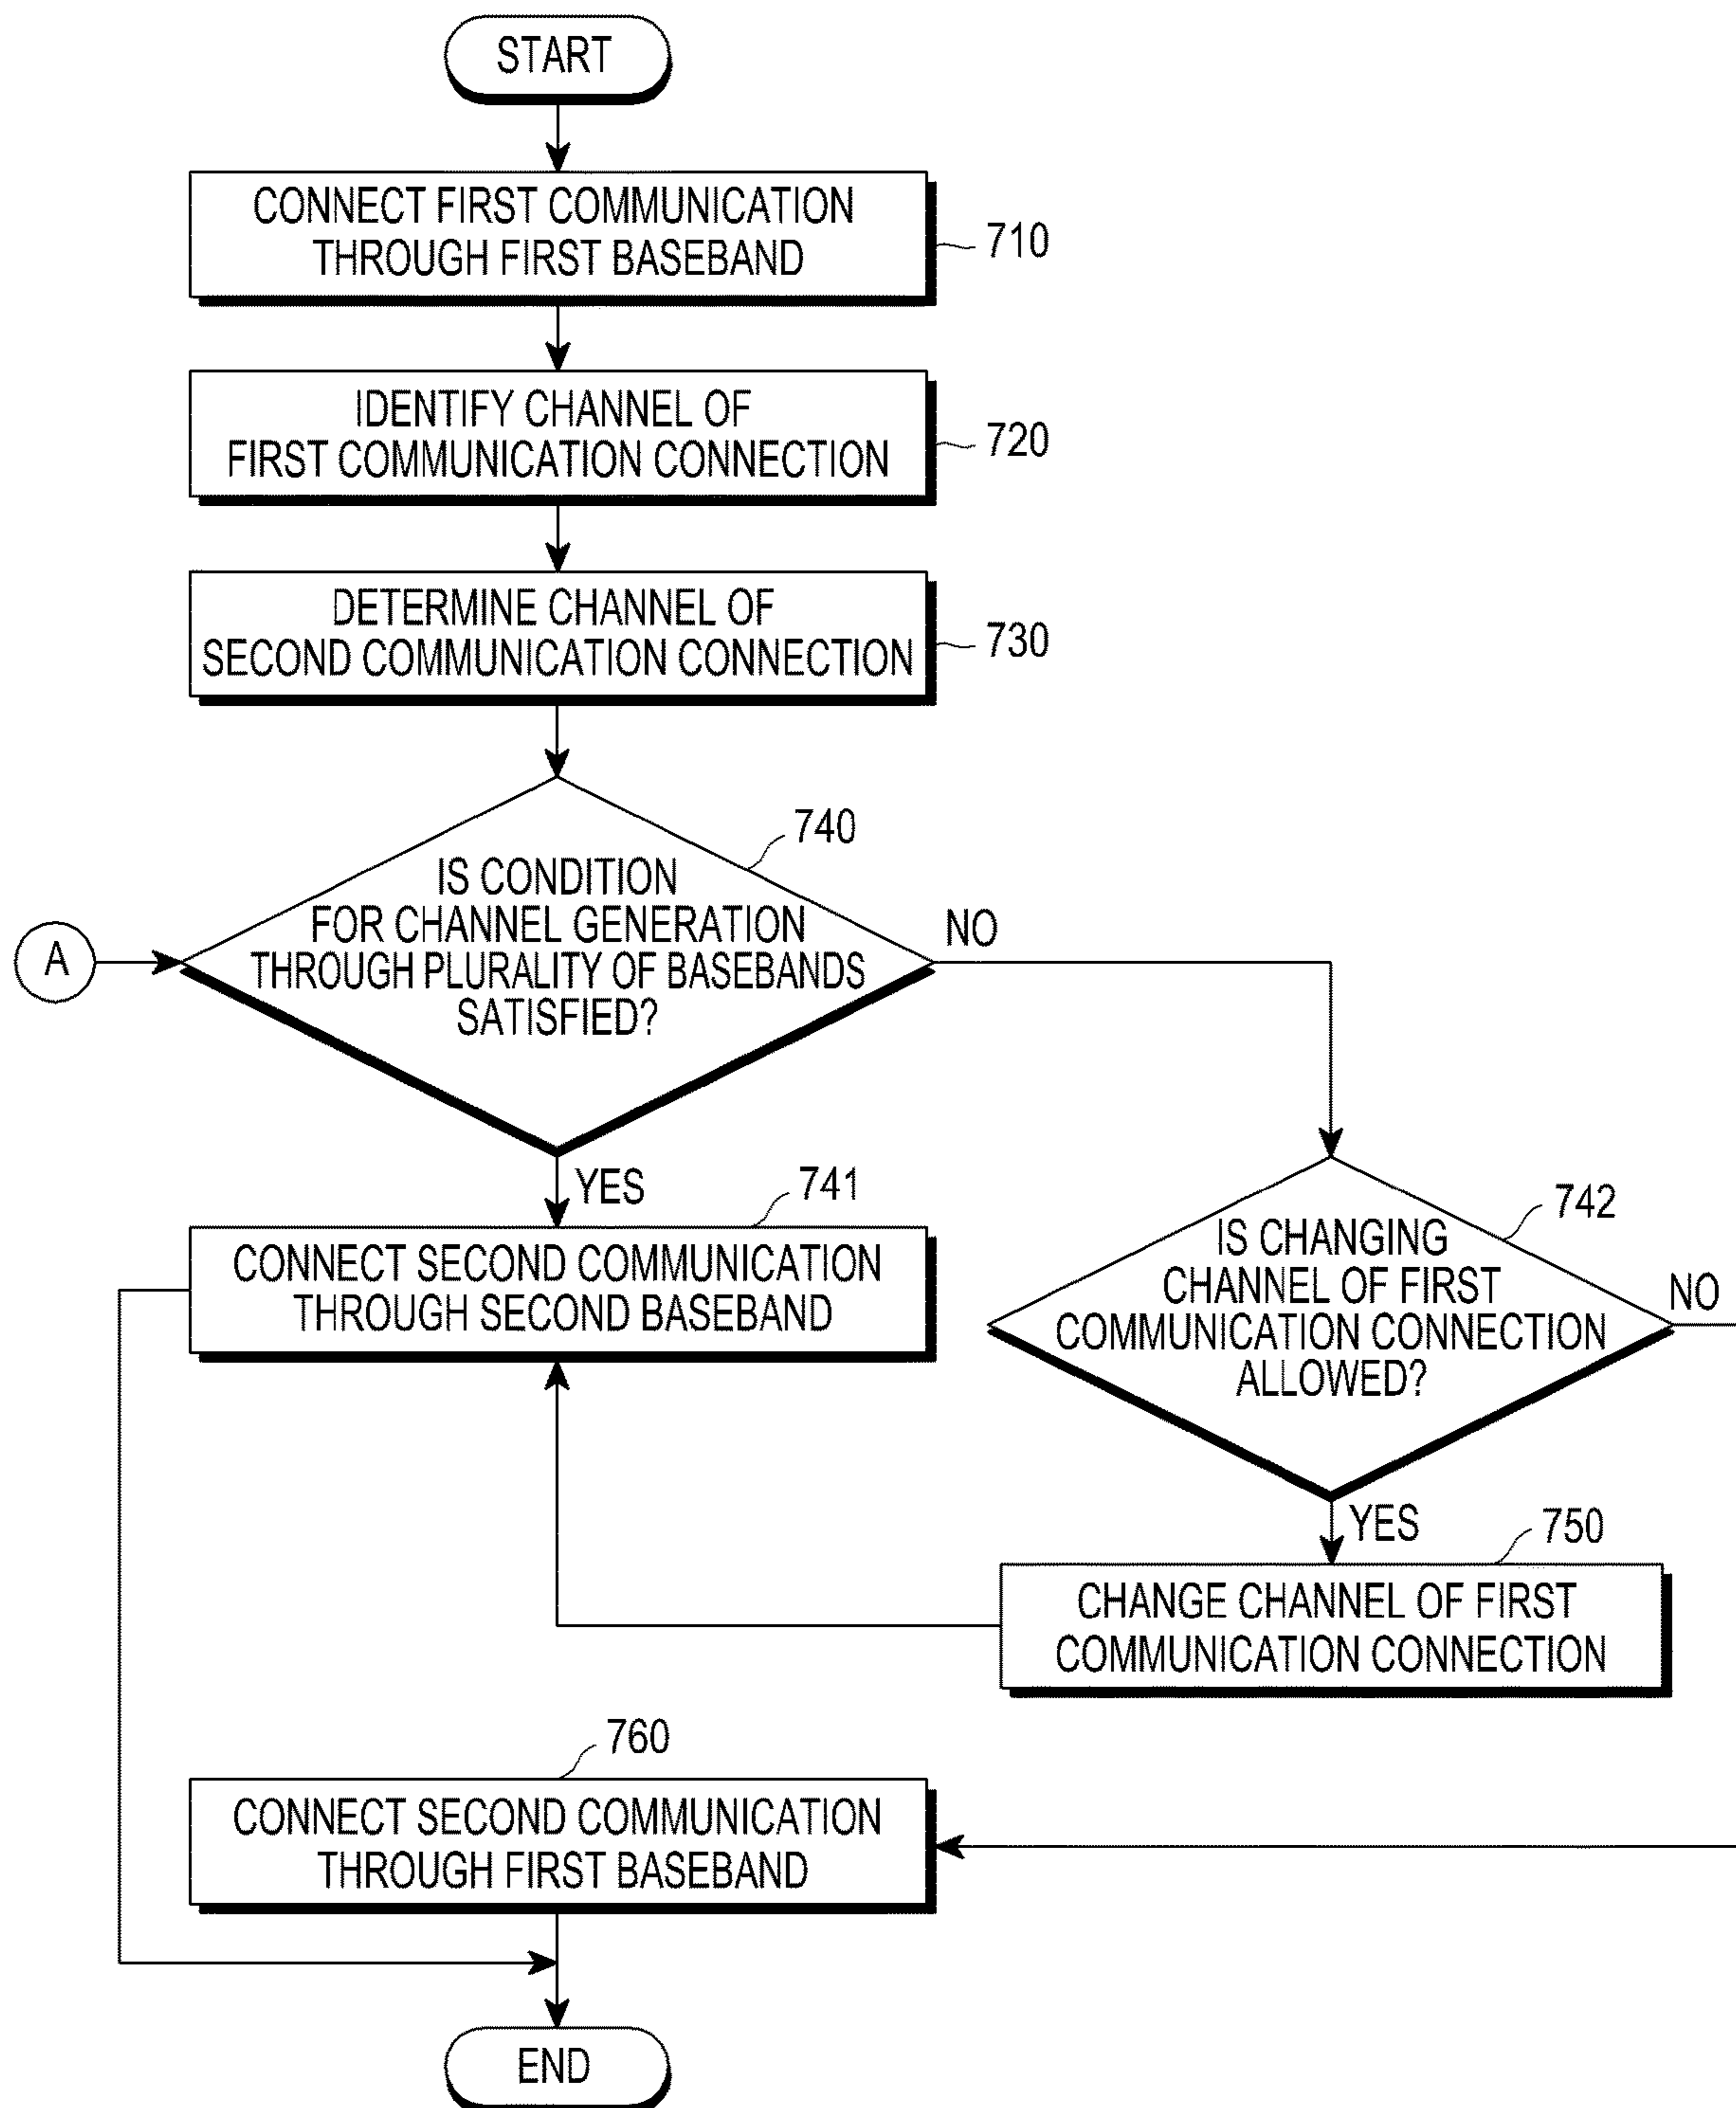 START
CONNECT FIRST COMMUNICATION
THROUGH FIRST BASEBAND
710
IDENTIFY CHANNEL OF
FIRST COMMUNICATION CONNECTION
720
DETERMINE CHANNEL OF
SECOND COMMUNICATION CONNECTION
730
740
IS CONDITION
FOR CHANNEL GENERATION
THROUGH PLURALITY OF BASEBANDS
SATISFIED?
A
NO
YES
741
CONNECT SECOND COMMUNICATION
THROUGH SECOND BASEBAND
742
IS CHANGING
CHANNEL OF FIRST
COMMUNICATION CONNECTION
ALLOWED?
NO
YES
750
CHANGE CHANNEL OF FIRST
COMMUNICATION CONNECTION
760
CONNECT SECOND COMMUNICATION
THROUGH FIRST BASEBAND
END